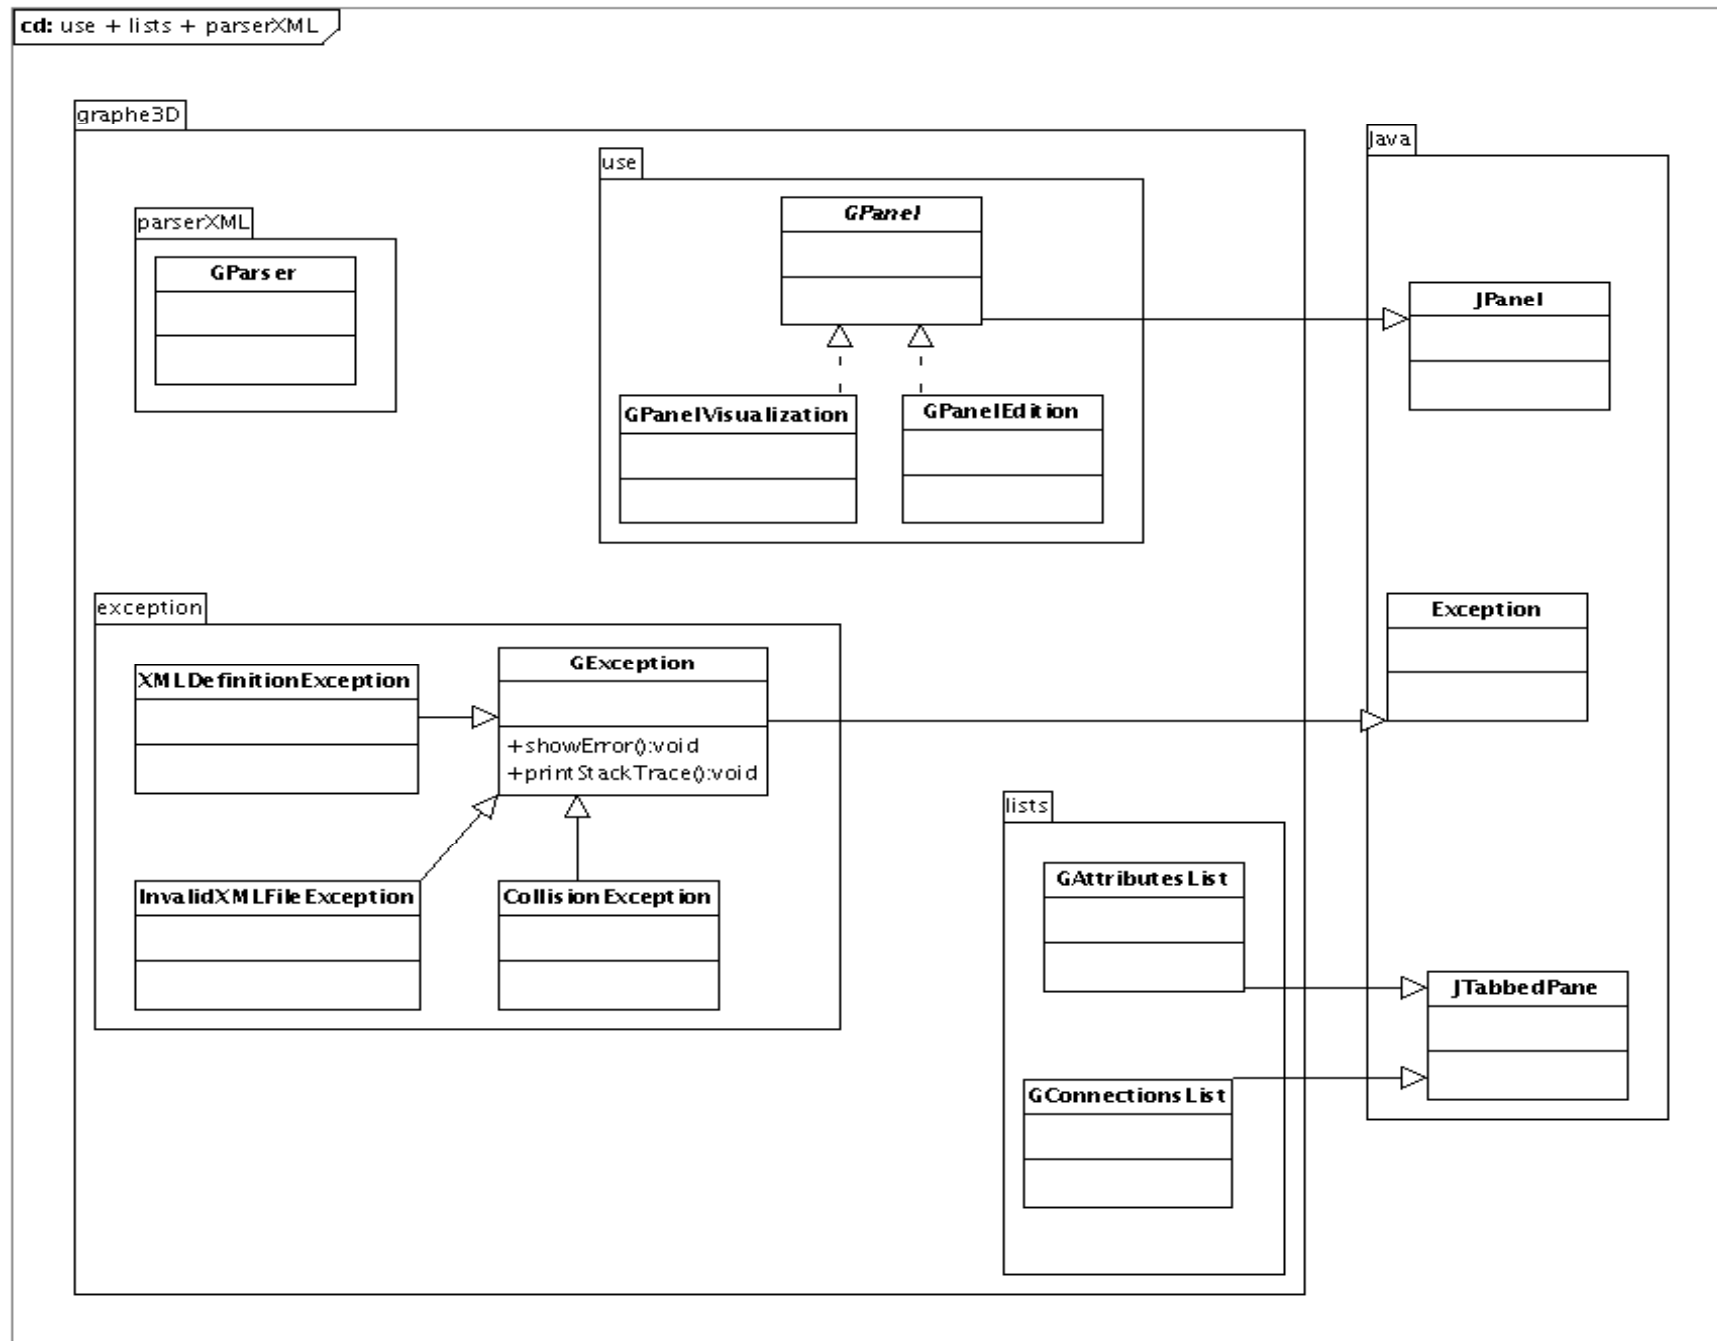 cd: use + lists + parserXML
graphe3D
Java
use
GPanel
parserXML
GParser
JPanel
GPanelVisualization
GPanelEdition
exception
Exception
XMLDefinitionException
GException
+showError():void
+printStackTrace():void
lists
GAttributesList
InvalidXMLFileException
CollisionException
JTabbedPane
GConnectionsList